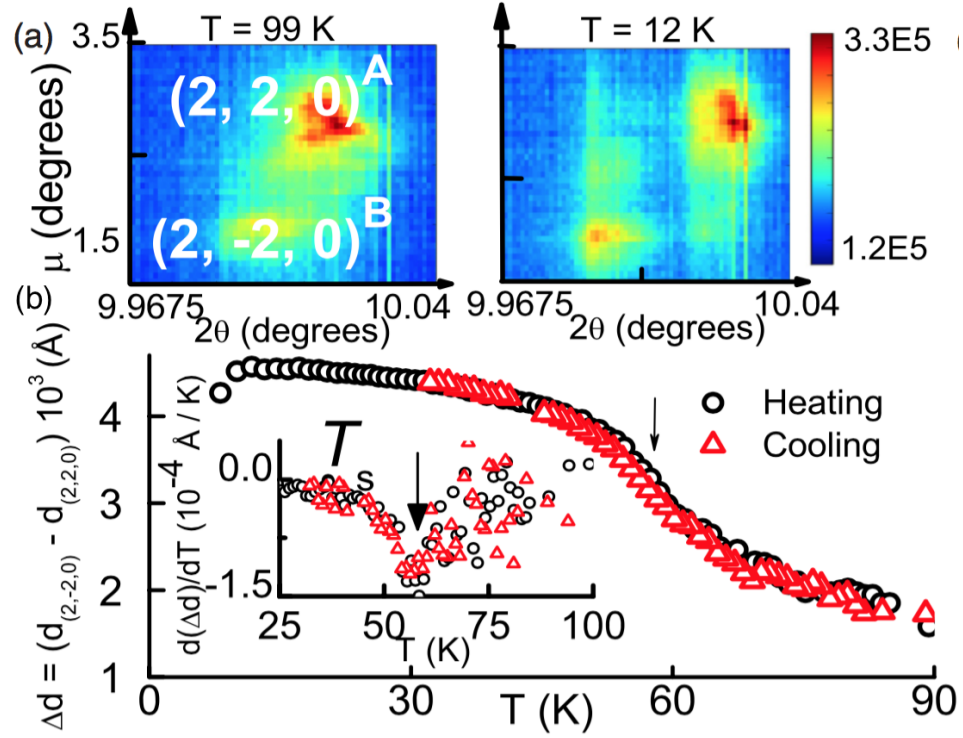 (a)
3.5
T = 99 K
T = 12 K
3.3E5
(2, 2, 0)A
μ (degrees)
(2, -2, 0)B
1.5
1.2E5
9.9675
10.04
9.9675
10.04
2θ (degrees)
2θ (degrees)
(b)
Δd = (d(2,-2,0) - d(2,2,0)) 10³ (Å)
4
3
2
1
Heating
Cooling
d(Δd)/dT (10⁻⁴ Å / K)
Ts
0.0
-1.5
25
50
75
100
T (K)
0
30
60
90
T (K)